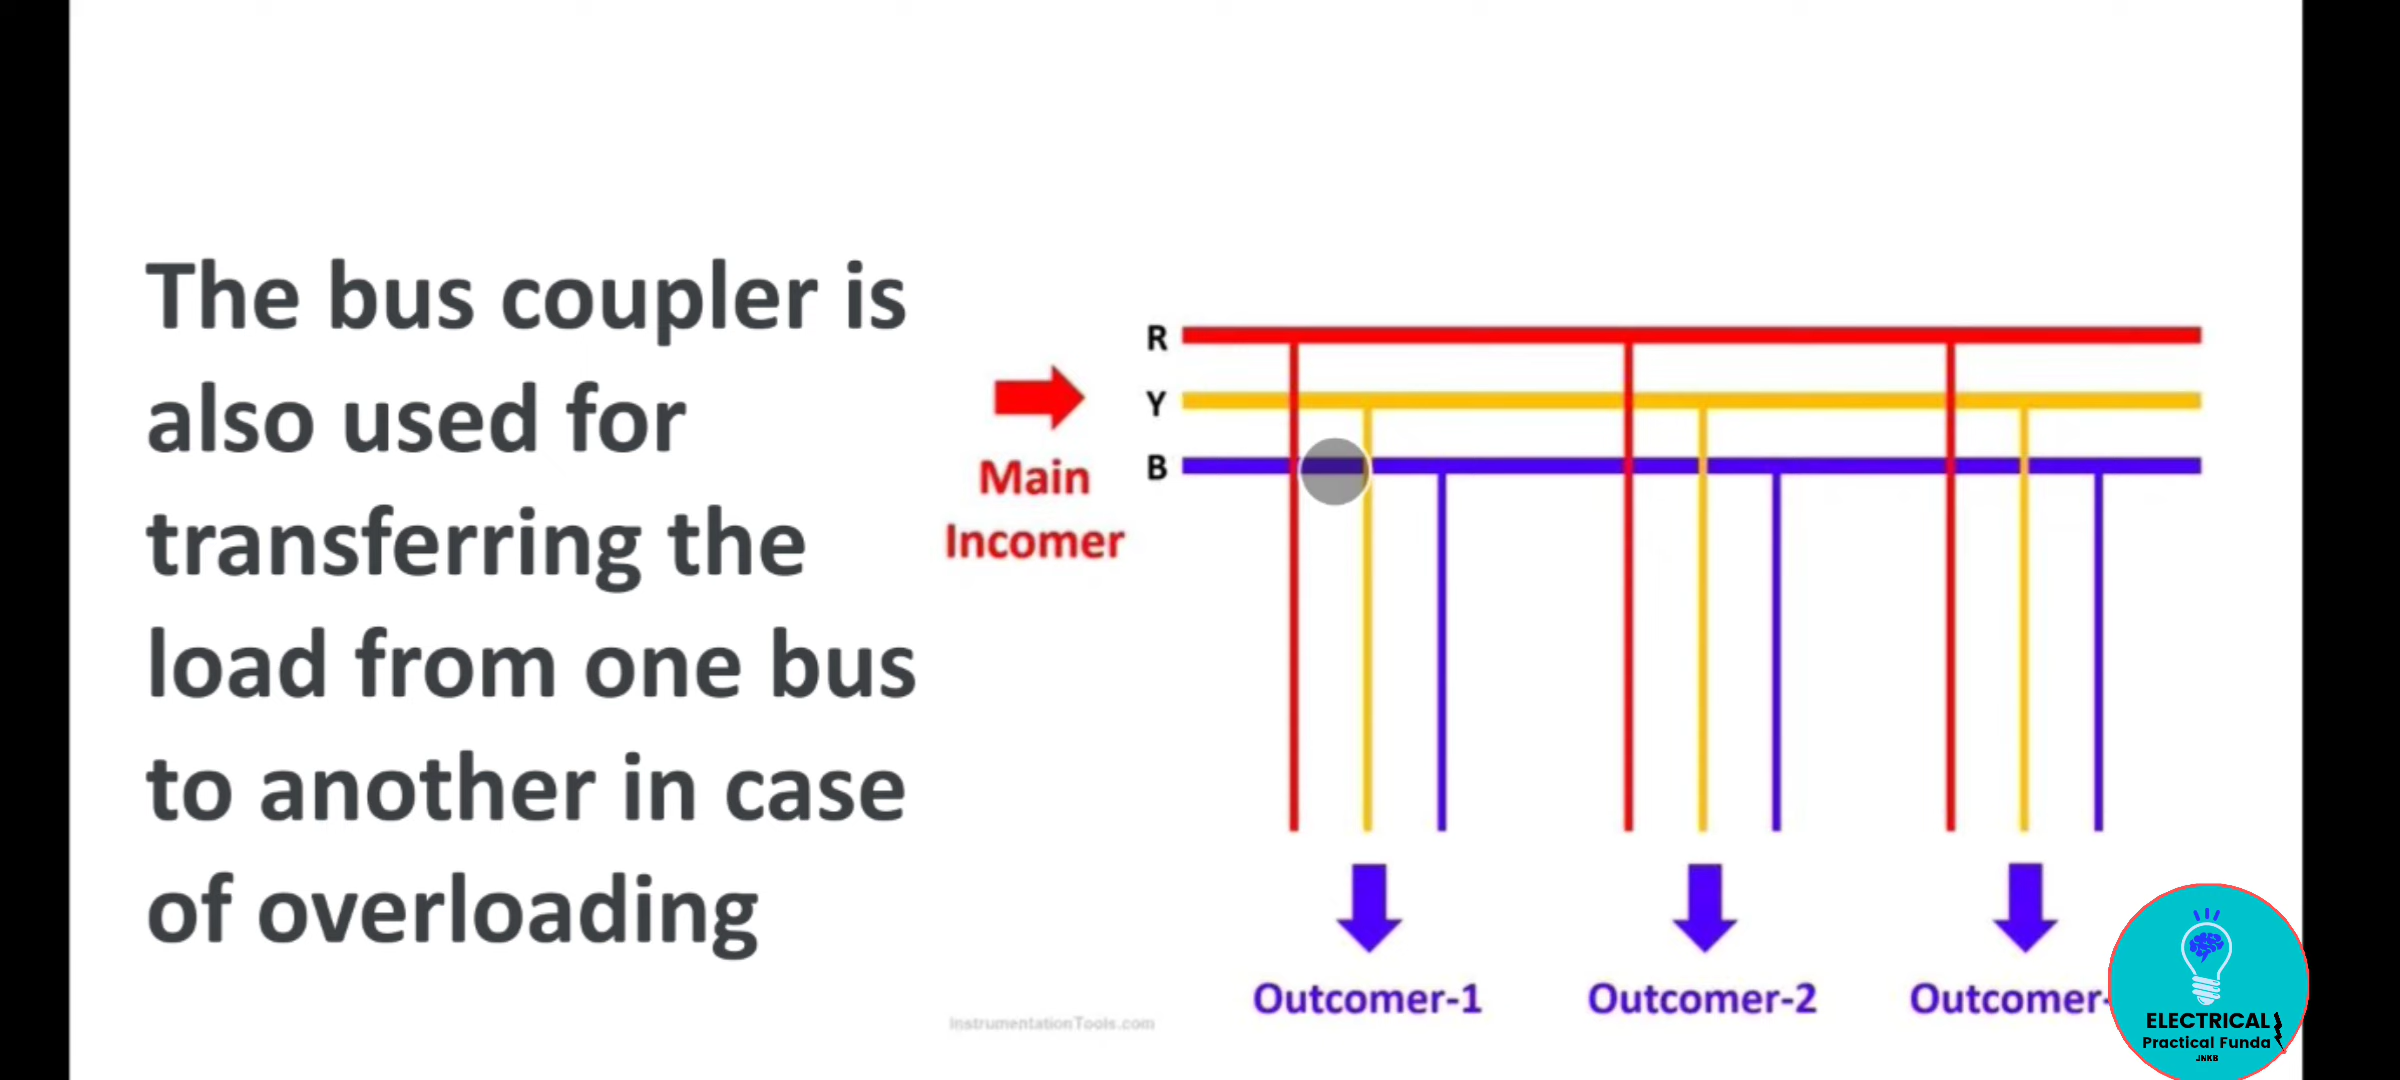 The bus coupler is
also used for
transferring the
load from one bus
to another in case
of overloading
R
Y
B
Main
Incomer
Outcomer-1
Outcomer-2
Outcomer-
InstrumentationTools.com
ELECTRICAL
Practical Funda
JNKB